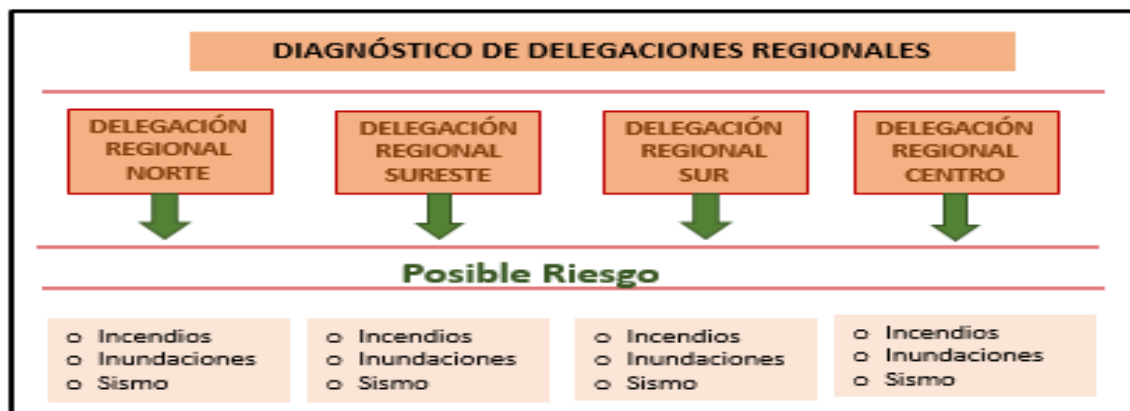 DIAGNÓSTICO DE DELEGACIONES REGIONALES
DELEGACIÓN
REGIONAL
NORTE
DELEGACIÓN
REGIONAL
SURESTE
DELEGACIÓN
REGIONAL
SUR
DELEGACIÓN
REGIONAL
CENTRO
Posible Riesgo
o Incendios
o Inundaciones
o Sismo
o Incendios
o Inundaciones
o Sismo
o Incendios
o Inundaciones
o Sismo
o Incendios
o Inundaciones
o Sismo